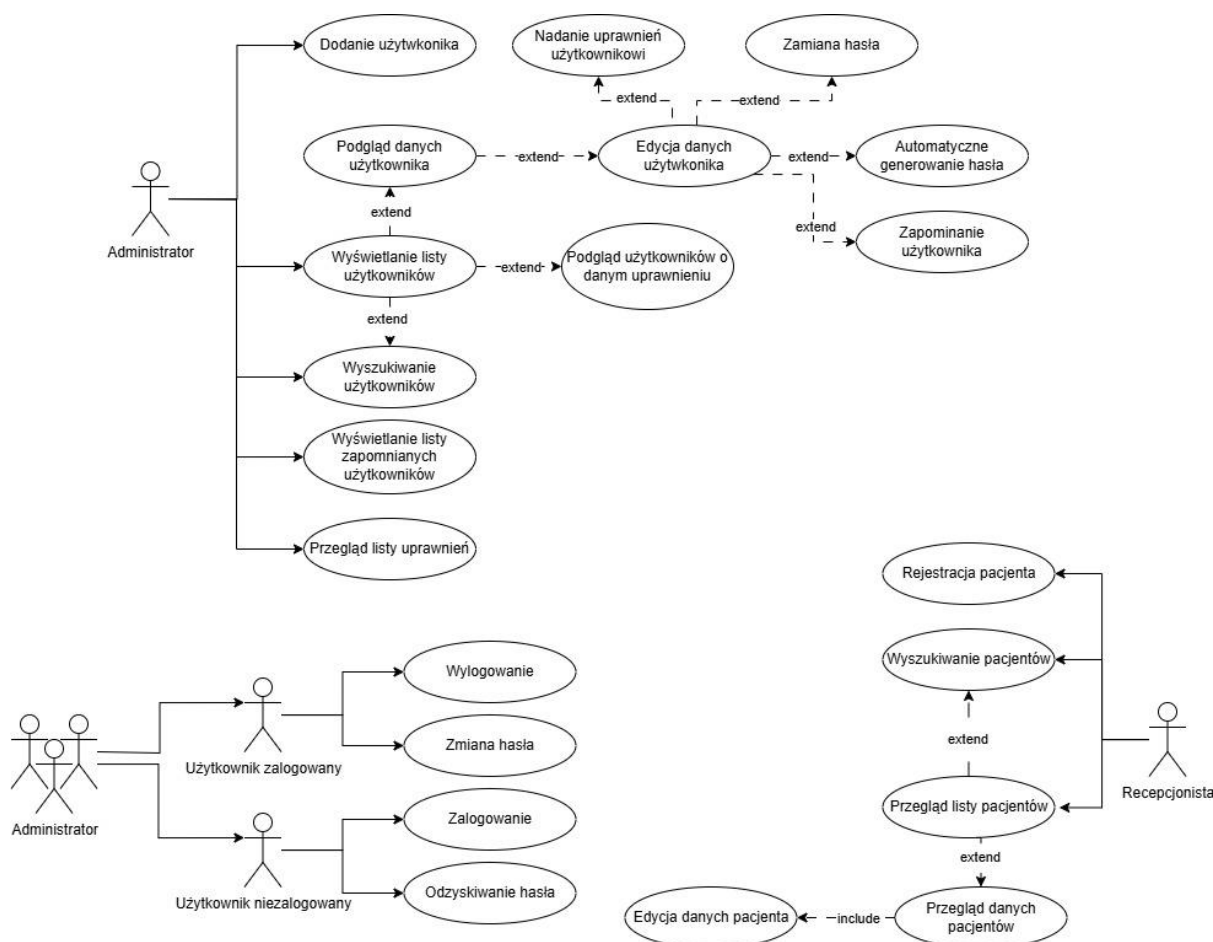 Dodanie użytwkonika
Nadanie uprawnień
użytkownikowi
Zamiana hasła
extend
extend
Podgląd danych
użytkownika
extend
Edycja danych
użytwkonika
extend
Automatyczne
generowanie hasła
Administrator
extend
extend
Zapominanie
użytkownika
Wyświetlanie listy
użytkowników
extend
Podgląd użytkowników o
danym uprawnieniu
extend
Wyszukiwanie
użytkowników
Wyświetlanie listy
zapomnianych
użytkowników
Przegląd listy uprawnień
Rejestracja pacjenta
Wyszukiwanie pacjentów
extend
Przegląd listy pacjentów
Recepcjonista
extend
Przegląd danych
pacjentów
include
Edycja danych pacjenta
Wylogowanie
Zmiana hasła
Użytkownik zalogowany
Administrator
Zalogowanie
Odzyskiwanie hasła
Użytkownik niezalogowany